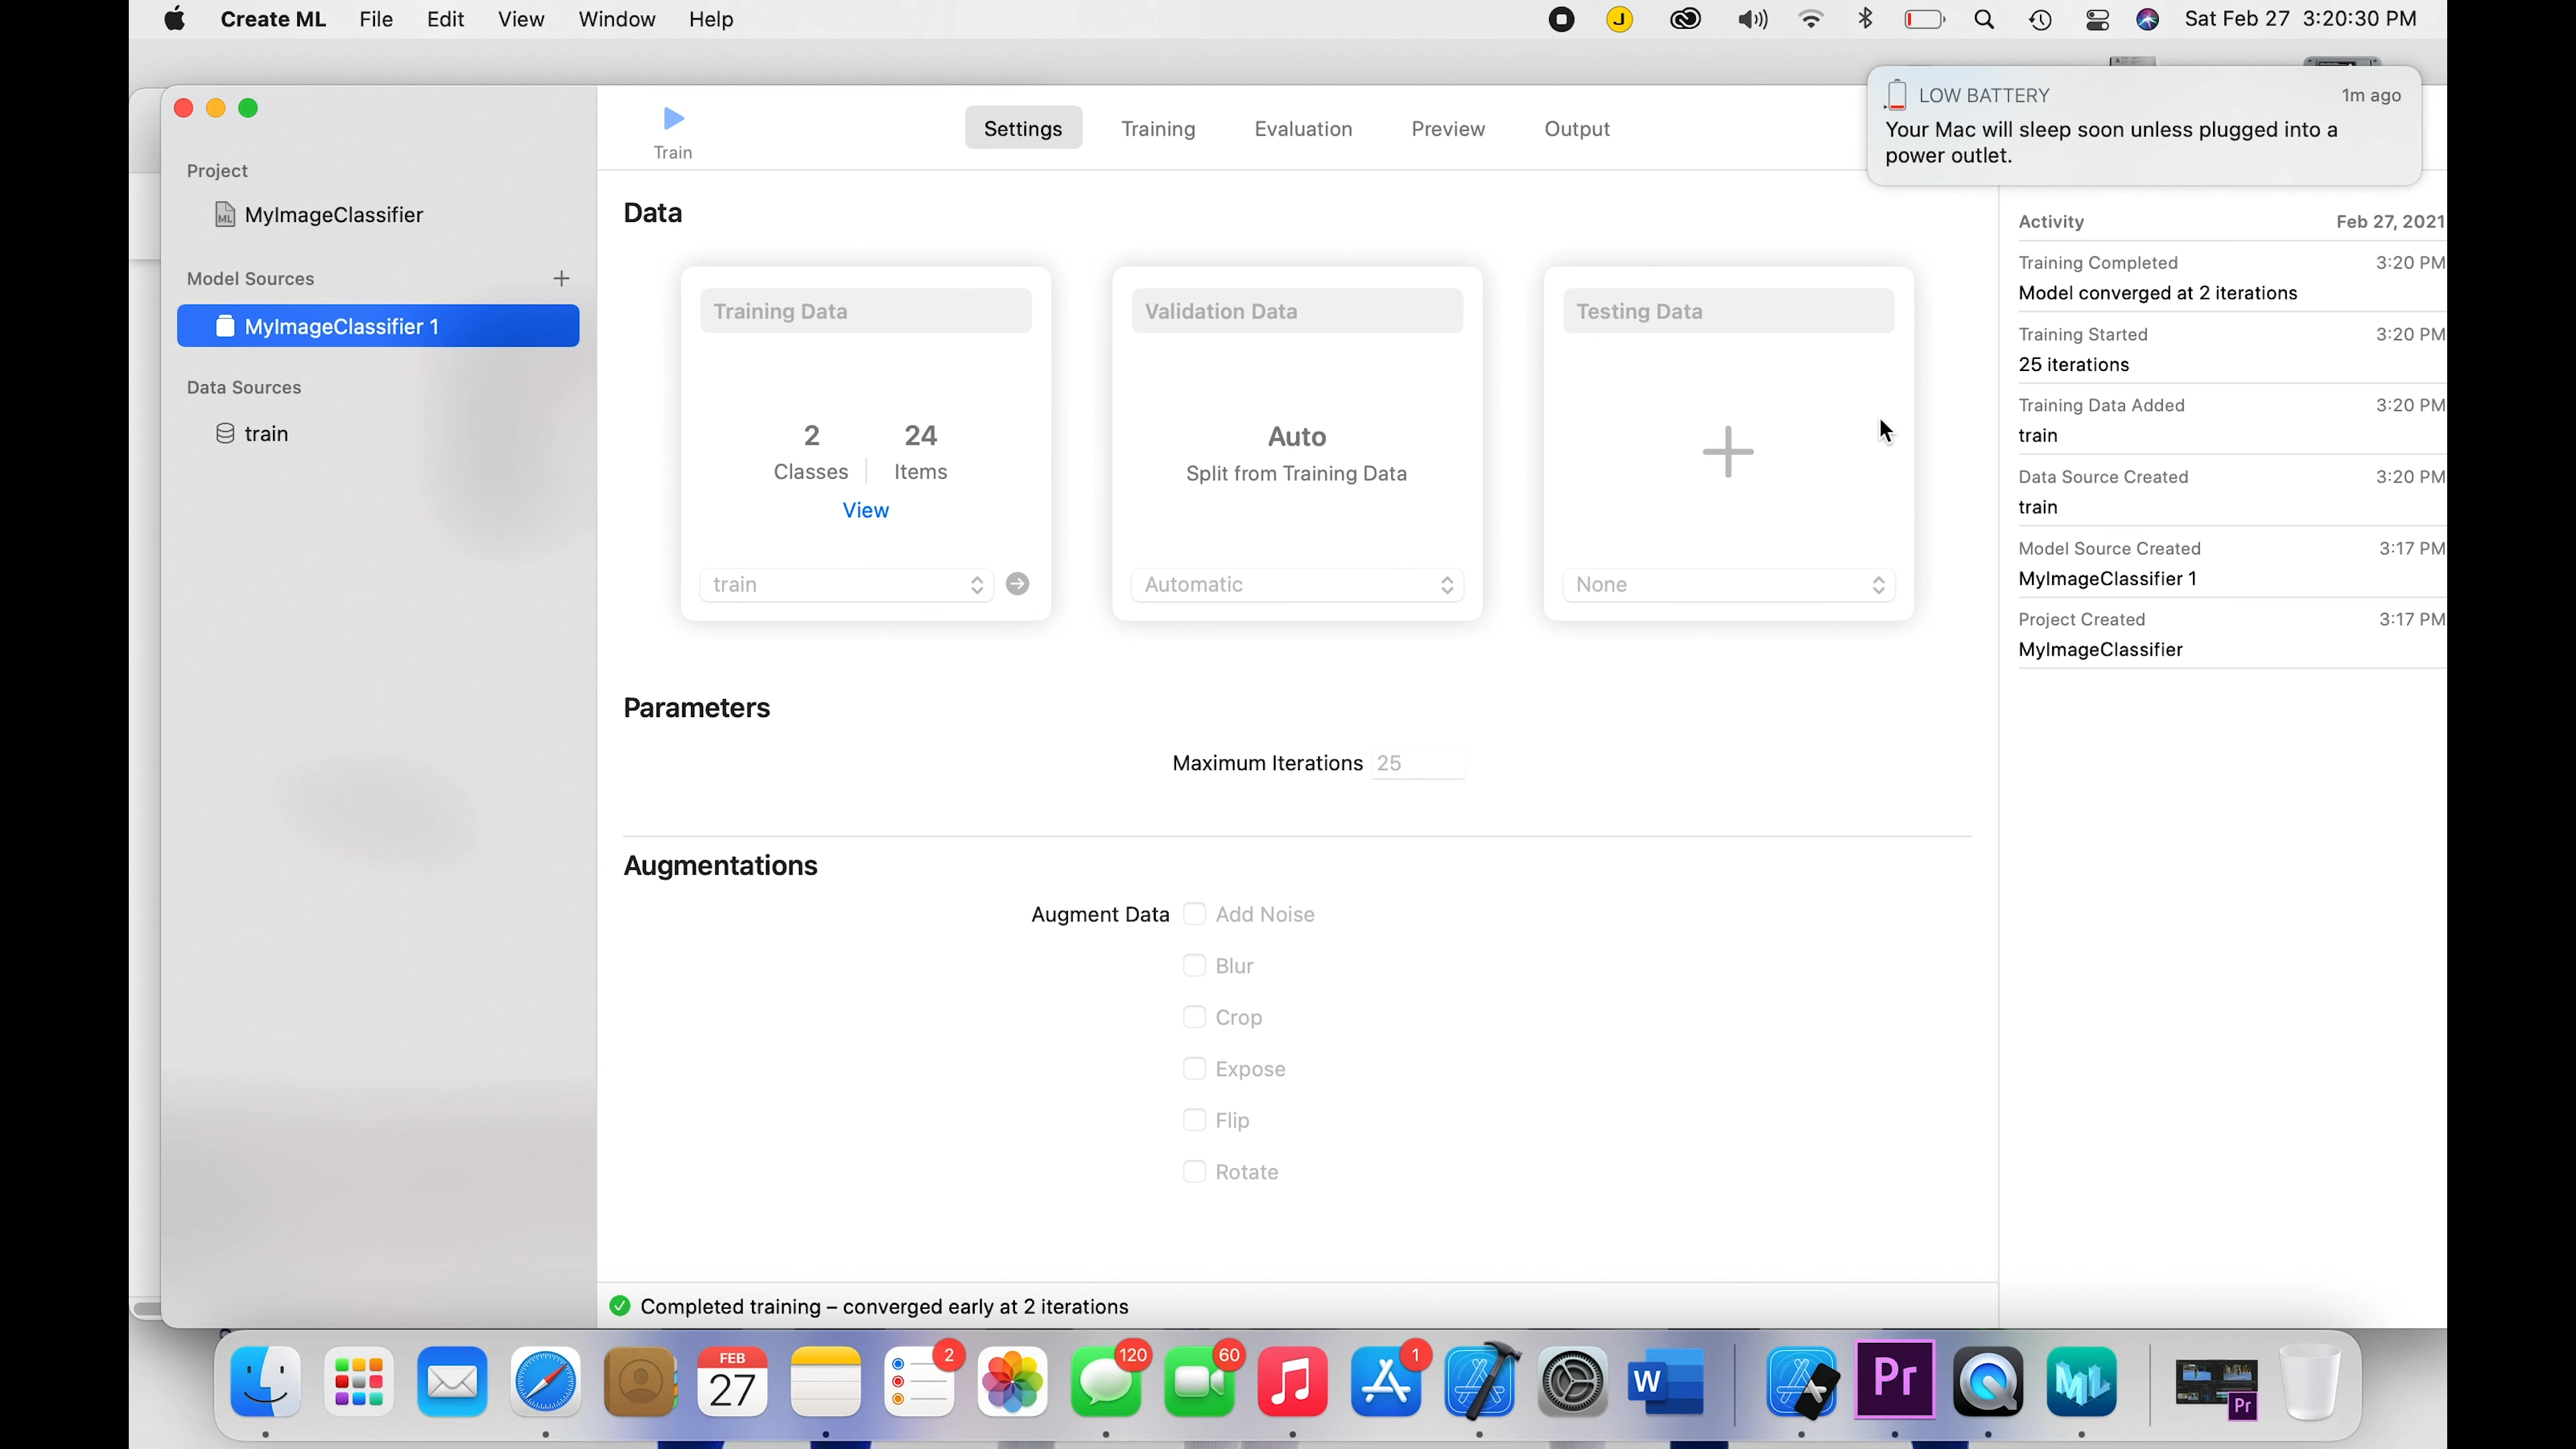 Create ML File Edit View Window Help J Sat Feb 27 3:20:30 PM
LOW BATTERY 1m ago
Your Mac will sleep soon unless plugged into a
power outlet.
Train
Settings Training Evaluation Preview Output
Project
ML MyImageClassifier
Model Sources +
MyImageClassifier 1
Data Sources
train
Data
Training Data
2 24
Classes Items
View
train
Validation Data
Auto
Split from Training Data
Automatic
Testing Data
None
Parameters
Maximum Iterations 25
Augmentations
Augment Data Add Noise
Blur
Crop
Expose
Flip
Rotate
Completed training – converged early at 2 iterations
Activity Feb 27, 2021
Training Completed 3:20 PM
Model converged at 2 iterations
Training Started 3:20 PM
25 iterations
Training Data Added 3:20 PM
train
Data Source Created 3:20 PM
train
Model Source Created 3:17 PM
MyImageClassifier 1
Project Created 3:17 PM
MyImageClassifier
FEB
27
2
120
60
1
W
Pr
ML
Pr